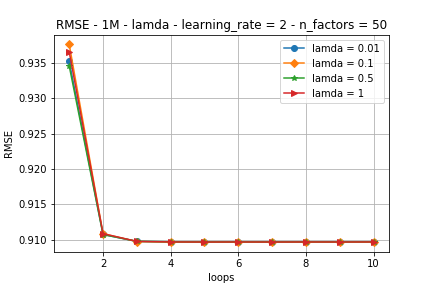 RMSE - 1M - lamda - learning_rate = 2 - n_factors = 50
lamda = 0.01
lamda = 0.1
lamda = 0.5
lamda = 1
RMSE
0.935
0.930
0.925
0.920
0.915
0.910
2 4 6 8 10
loops